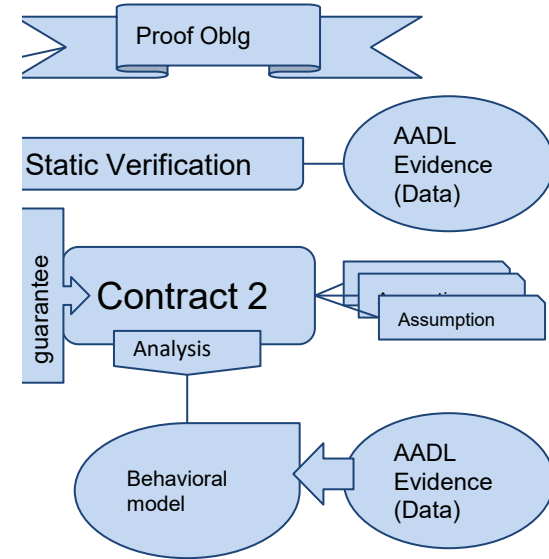 Proof Oblg
AADL
Evidence
(Data)
Static Verification
guarantee
Contract 2
Assumption
Analysis
Behavioral
model
AADL
Evidence
(Data)